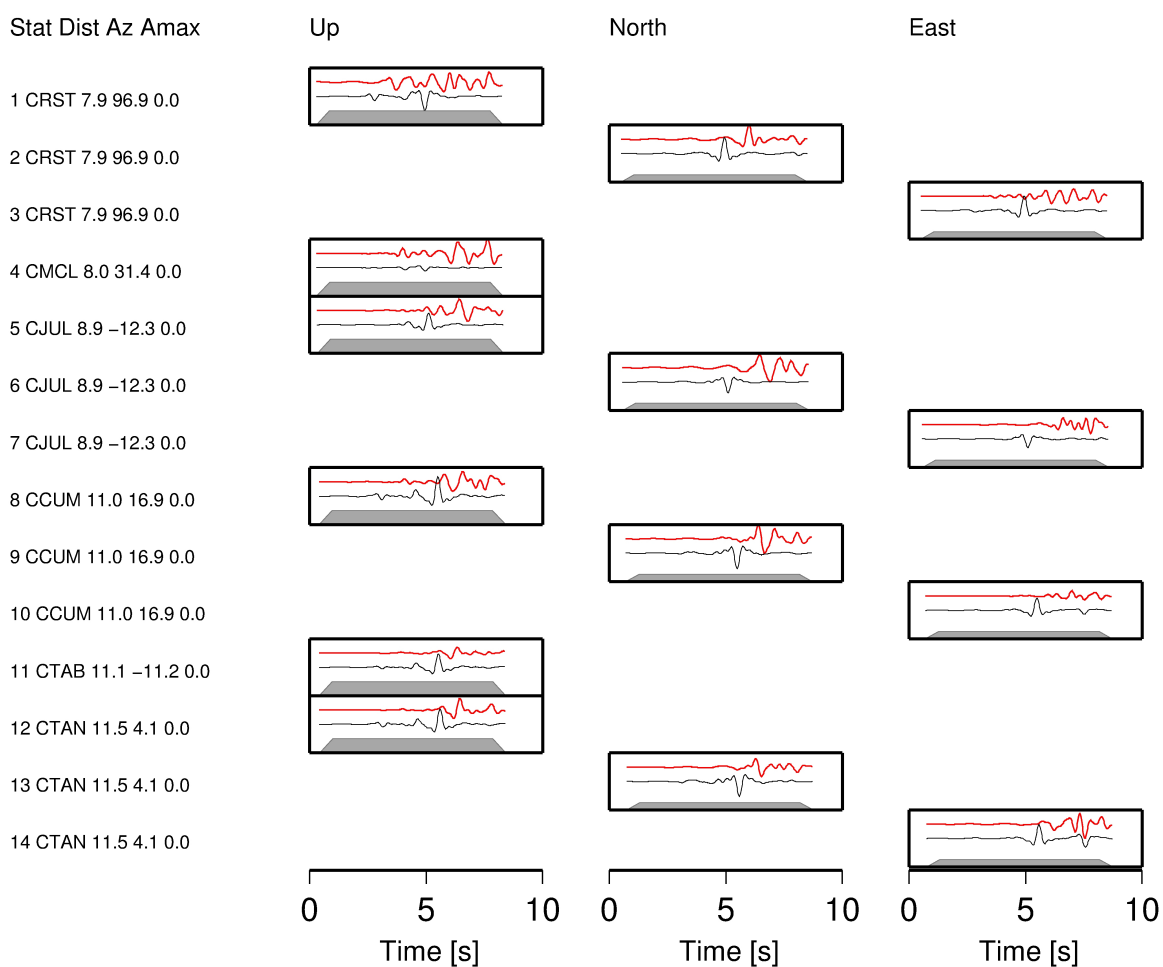 Stat Dist Az Amax Up North East
1 CRST 7.9 96.9 0.0
2 CRST 7.9 96.9 0.0
3 CRST 7.9 96.9 0.0
4 CMCL 8.0 31.4 0.0
5 CJUL 8.9 −12.3 0.0
6 CJUL 8.9 −12.3 0.0
7 CJUL 8.9 −12.3 0.0
8 CCUM 11.0 16.9 0.0
9 CCUM 11.0 16.9 0.0
10 CCUM 11.0 16.9 0.0
11 CTAB 11.1 −11.2 0.0
12 CTAN 11.5 4.1 0.0
13 CTAN 11.5 4.1 0.0
14 CTAN 11.5 4.1 0.0
0 5 10 0 5 10 0 5 10
Time [s] Time [s] Time [s]